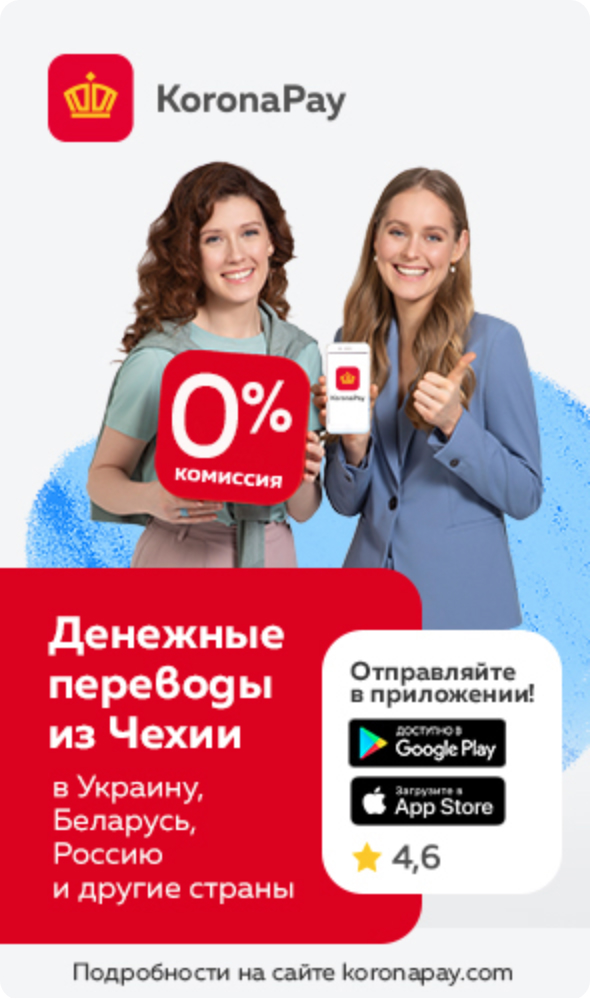 KoronaPay
KoronaPay
0%
комиссия
Денежные
переводы
из Чехии
в Украину,
Беларусь,
Россию
и другие страны
Отправляйте
в приложении!
ДОСТУПНО В
Google Play
Загрузите в
App Store
4,6
Подробности на сайте koronapay.com